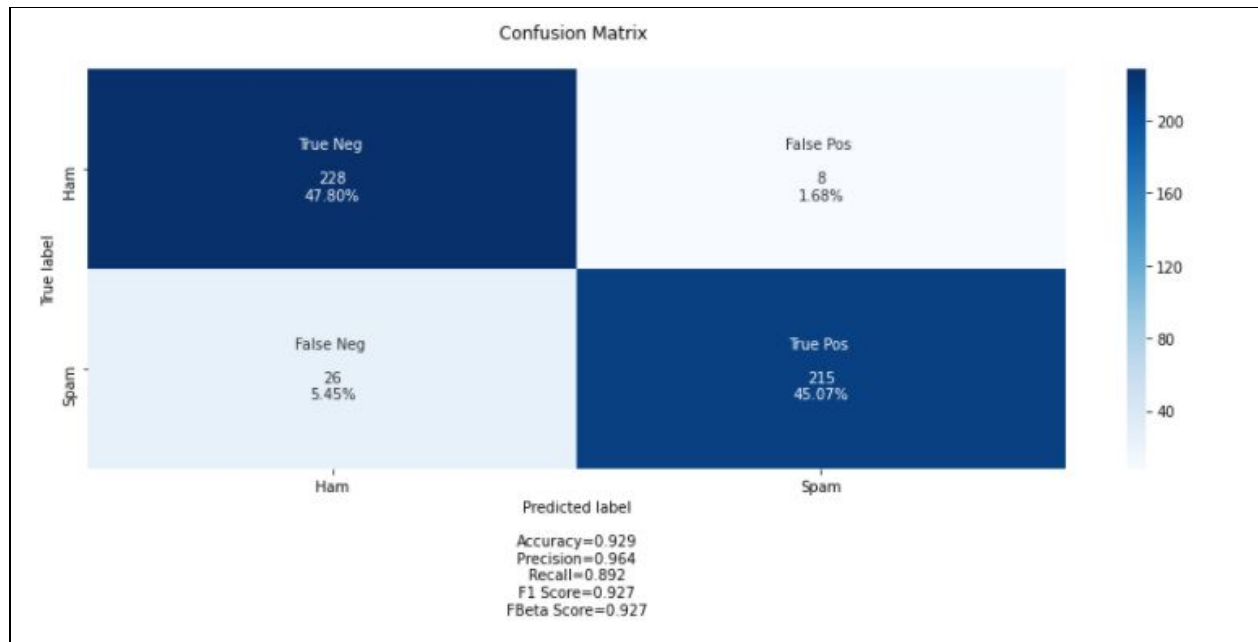 Confusion Matrix
True Neg
228
47.80%
False Pos
8
1.68%
False Neg
26
5.45%
True Pos
215
45.07%
Ham
Spam
True label
Ham
Spam
Predicted label
200
160
120
80
40
Accuracy=0.929
Precision=0.964
Recall=0.892
F1 Score=0.927
FBeta Score=0.927